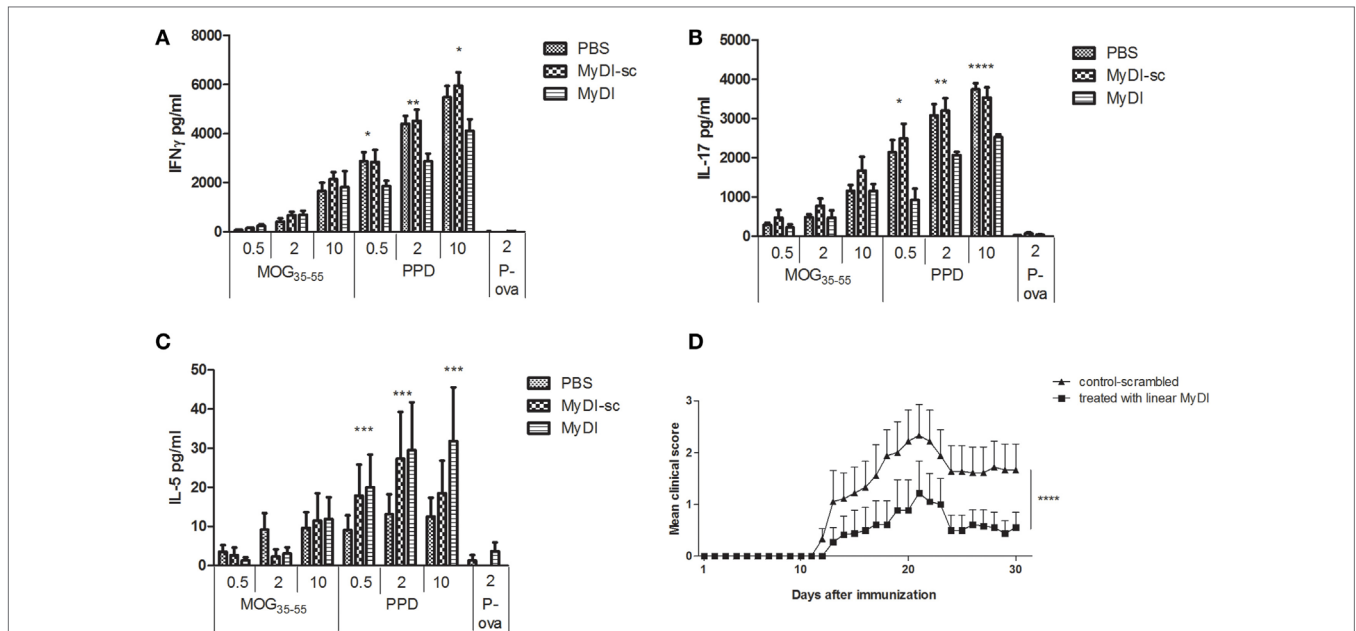 A
8000
6000
4000
2000
0
IFNγ pg/ml
PBS
MyDI-sc
MyDI
*
**
*
0.5 2 10 0.5 2 10 2
MOG35-55 PPD P-ova
B
5000
4000
3000
2000
1000
0
IL-17 pg/ml
PBS
MyDI-sc
MyDI
*
**
****
0.5 2 10 0.5 2 10 2
MOG35-55 PPD P-ova
C
50
40
30
20
10
0
IL-5 pg/ml
PBS
MyDI-sc
MyDI
***
***
***
0.5 2 10 0.5 2 10 2
MOG35-55 PPD P-ova
D
control-scrambled
treated with linear MyDI
3
2
1
0
Mean clinical score
****
1 10 20 30
Days after immunization